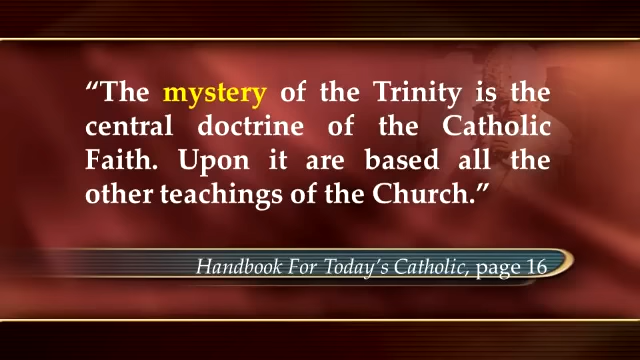 “The mystery of the Trinity is the
central doctrine of the Catholic
Faith. Upon it are based all the
other teachings of the Church.”
Handbook For Today’s Catholic, page 16